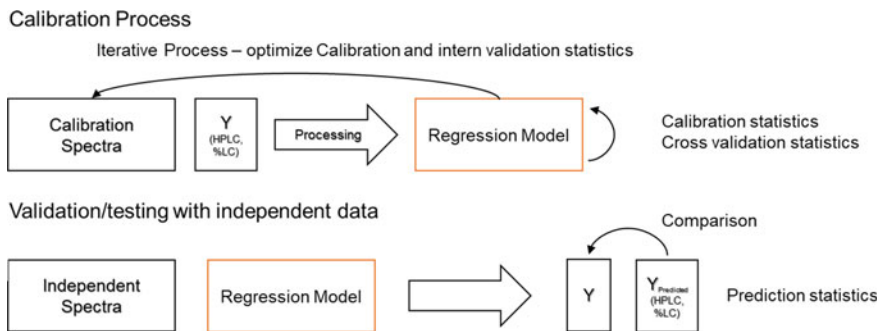 Calibration Process
Iterative Process – optimize Calibration and intern validation statistics
Calibration
Spectra
Y
(HPLC,
%LC)
Processing
Regression Model
Calibration statistics
Cross validation statistics
Validation/testing with independent data
Comparison
Independent
Spectra
Regression Model
Y
Y Predicted
(HPLC,
%LC)
Prediction statistics